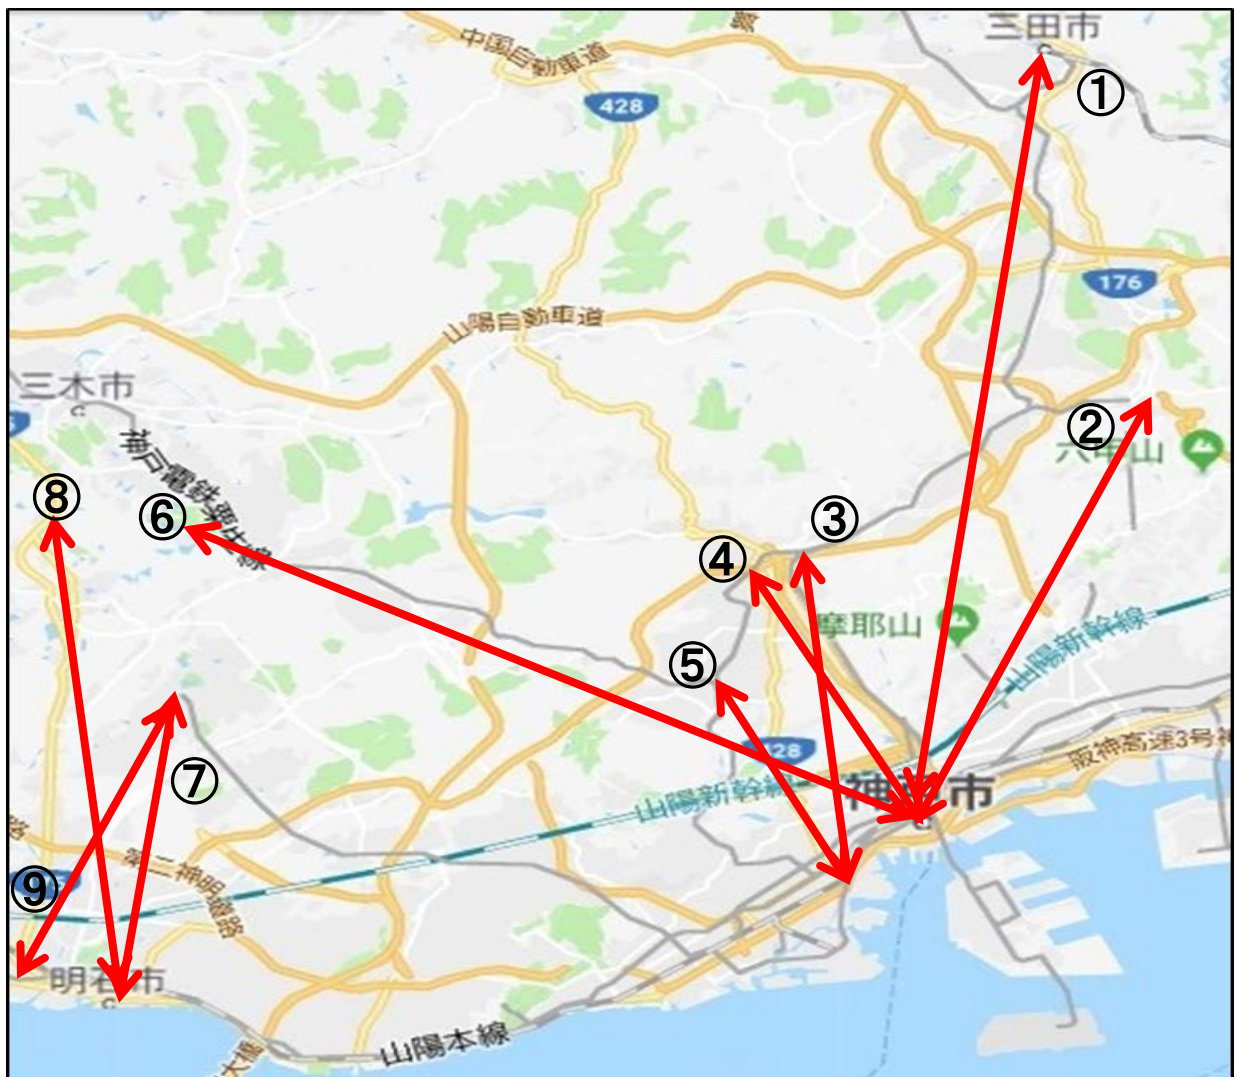 三田市
中国自動車道
①
428
176
山陽自動車道
三木市
②
六甲山
神戸電鉄粟生線
⑧
⑥
③
④
摩耶山
⑤
山陽新幹線
428
⑦
山陽新幹線
神戸市
阪神高速3号神
第二神明道路
⑨
明石市
山陽本線
大橋